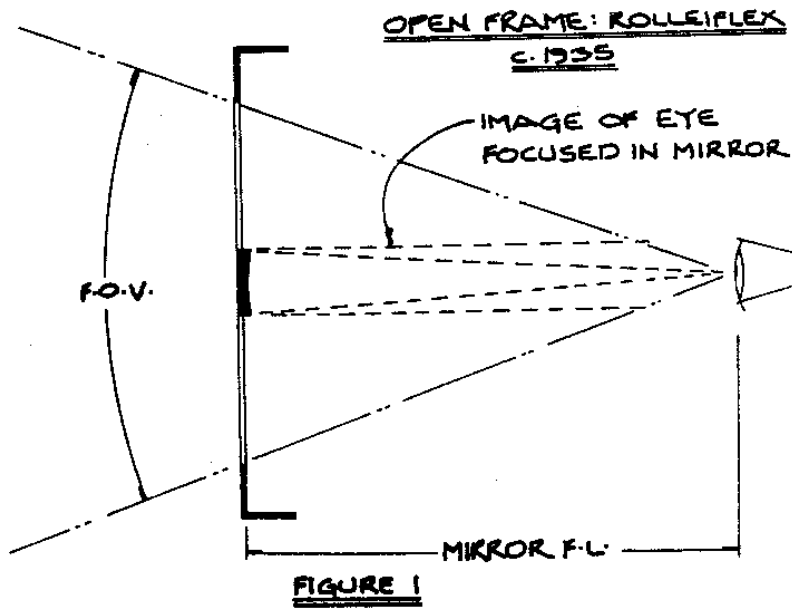 OPEN FRAME: ROLLEIFLEX
c. 1935
IMAGE OF EYE
FOCUSED IN MIRROR
F.O.V.
MIRROR F.L.
FIGURE 1